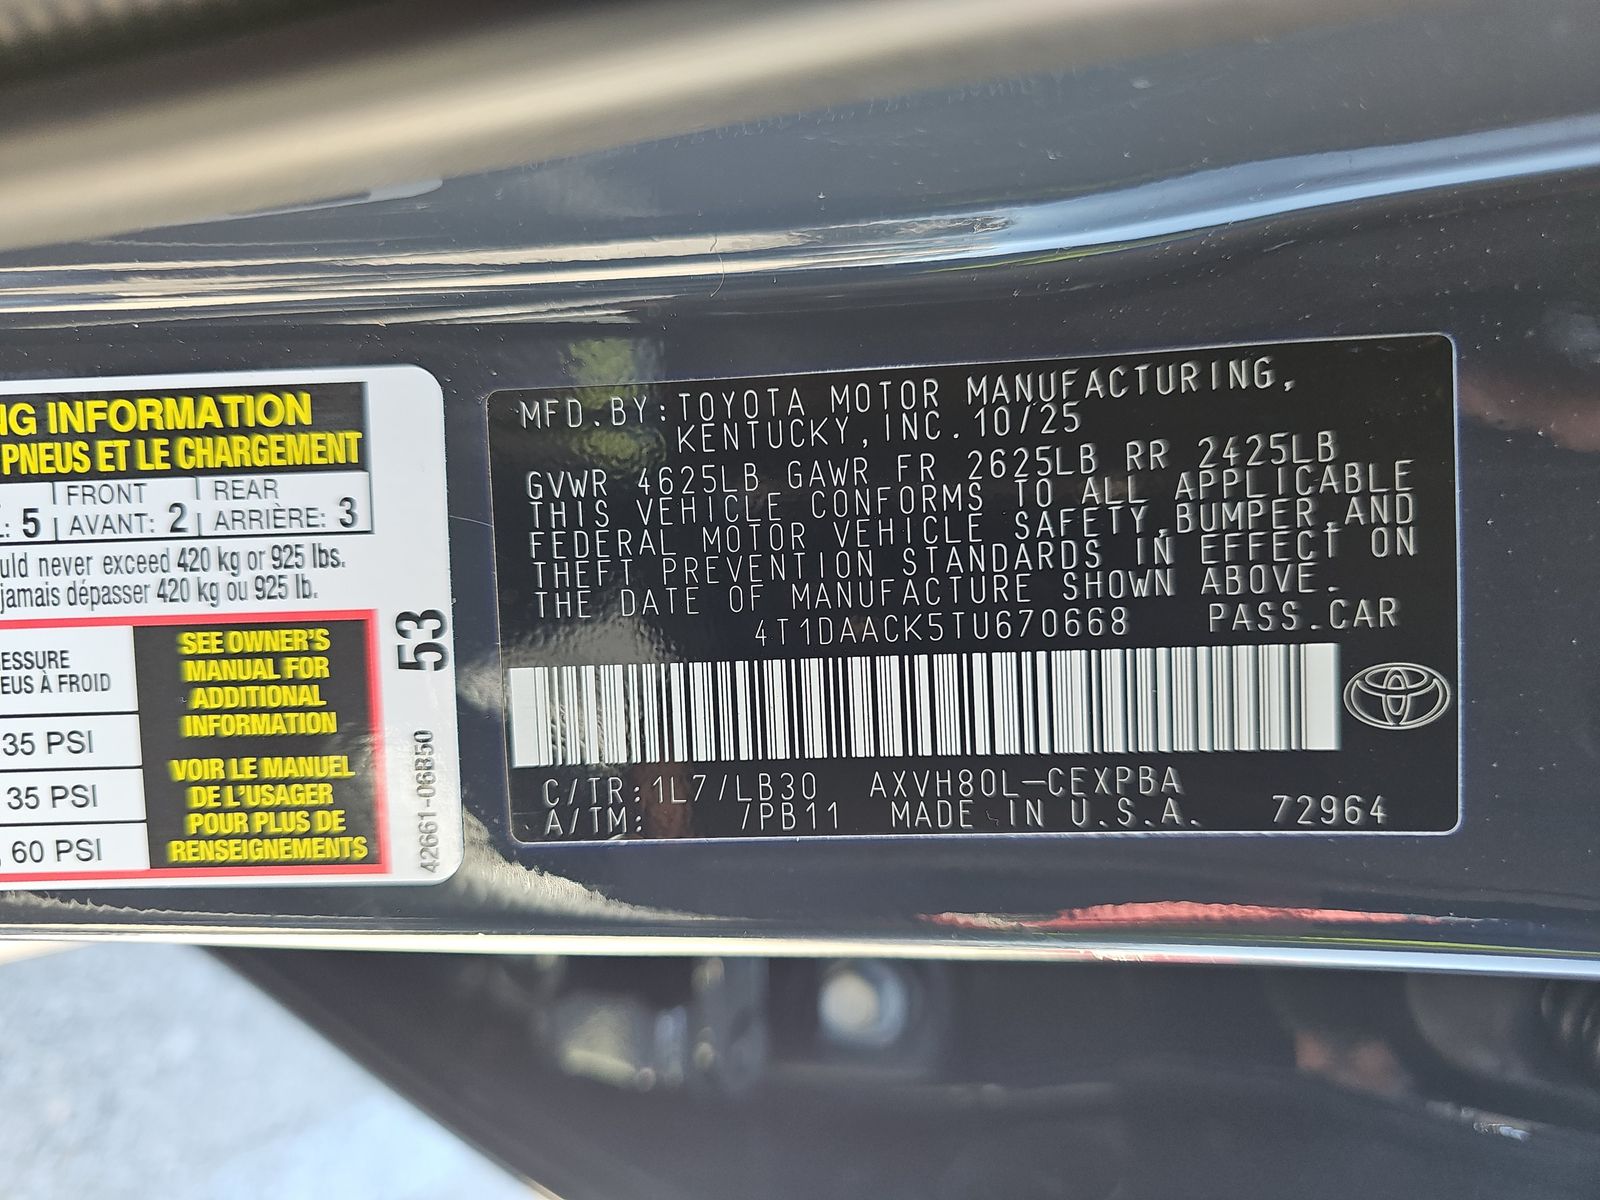 NG INFORMATION
PNEUS ET LE CHARGEMENT
5 | FRONT AVANT: 2 | REAR ARRIÈRE: 3
uld never exceed 420 kg or 925 lbs.
jamais dépasser 420 kg ou 925 lb.
ESSURE
EUS À FROID
35 PSI
35 PSI
60 PSI
SEE OWNER'S
MANUAL FOR
ADDITIONAL
INFORMATION
VOIR LE MANUEL
DE L'USAGER
POUR PLUS DE
RENSEIGNEMENTS
53
42661-06B50
MFD.BY:TOYOTA MOTOR MANUFACTURING,
KENTUCKY,INC.10/25
GVWR 4625LB GAWR FR 2625LB RR 2425LB
THIS VEHICLE CONFORMS TO ALL APPLICABLE
FEDERAL MOTOR VEHICLE SAFETY,BUMPER,AND
THEFT PREVENTION STANDARDS IN EFFECT ON
THE DATE OF MANUFACTURE SHOWN ABOVE.
4T1DAACK5TU670668 PASS.CAR
C/TR:1L7/LB30 AXVH80L-CEXPBA
A/TM: /PB11 MADE IN U.S.A. 72964